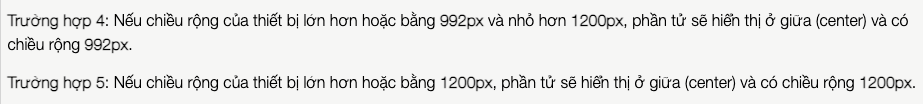 Trường hợp 4: Nếu chiều rộng của thiết bị lớn hơn hoặc bằng 992px và nhỏ hơn 1200px, phần tử sẽ hiển thị ở giữa (center) và có
chiều rộng 992px.
Trường hợp 5: Nếu chiều rộng của thiết bị lớn hơn hoặc bằng 1200px, phần tử sẽ hiển thị ở giữa (center) và có chiều rộng 1200px.